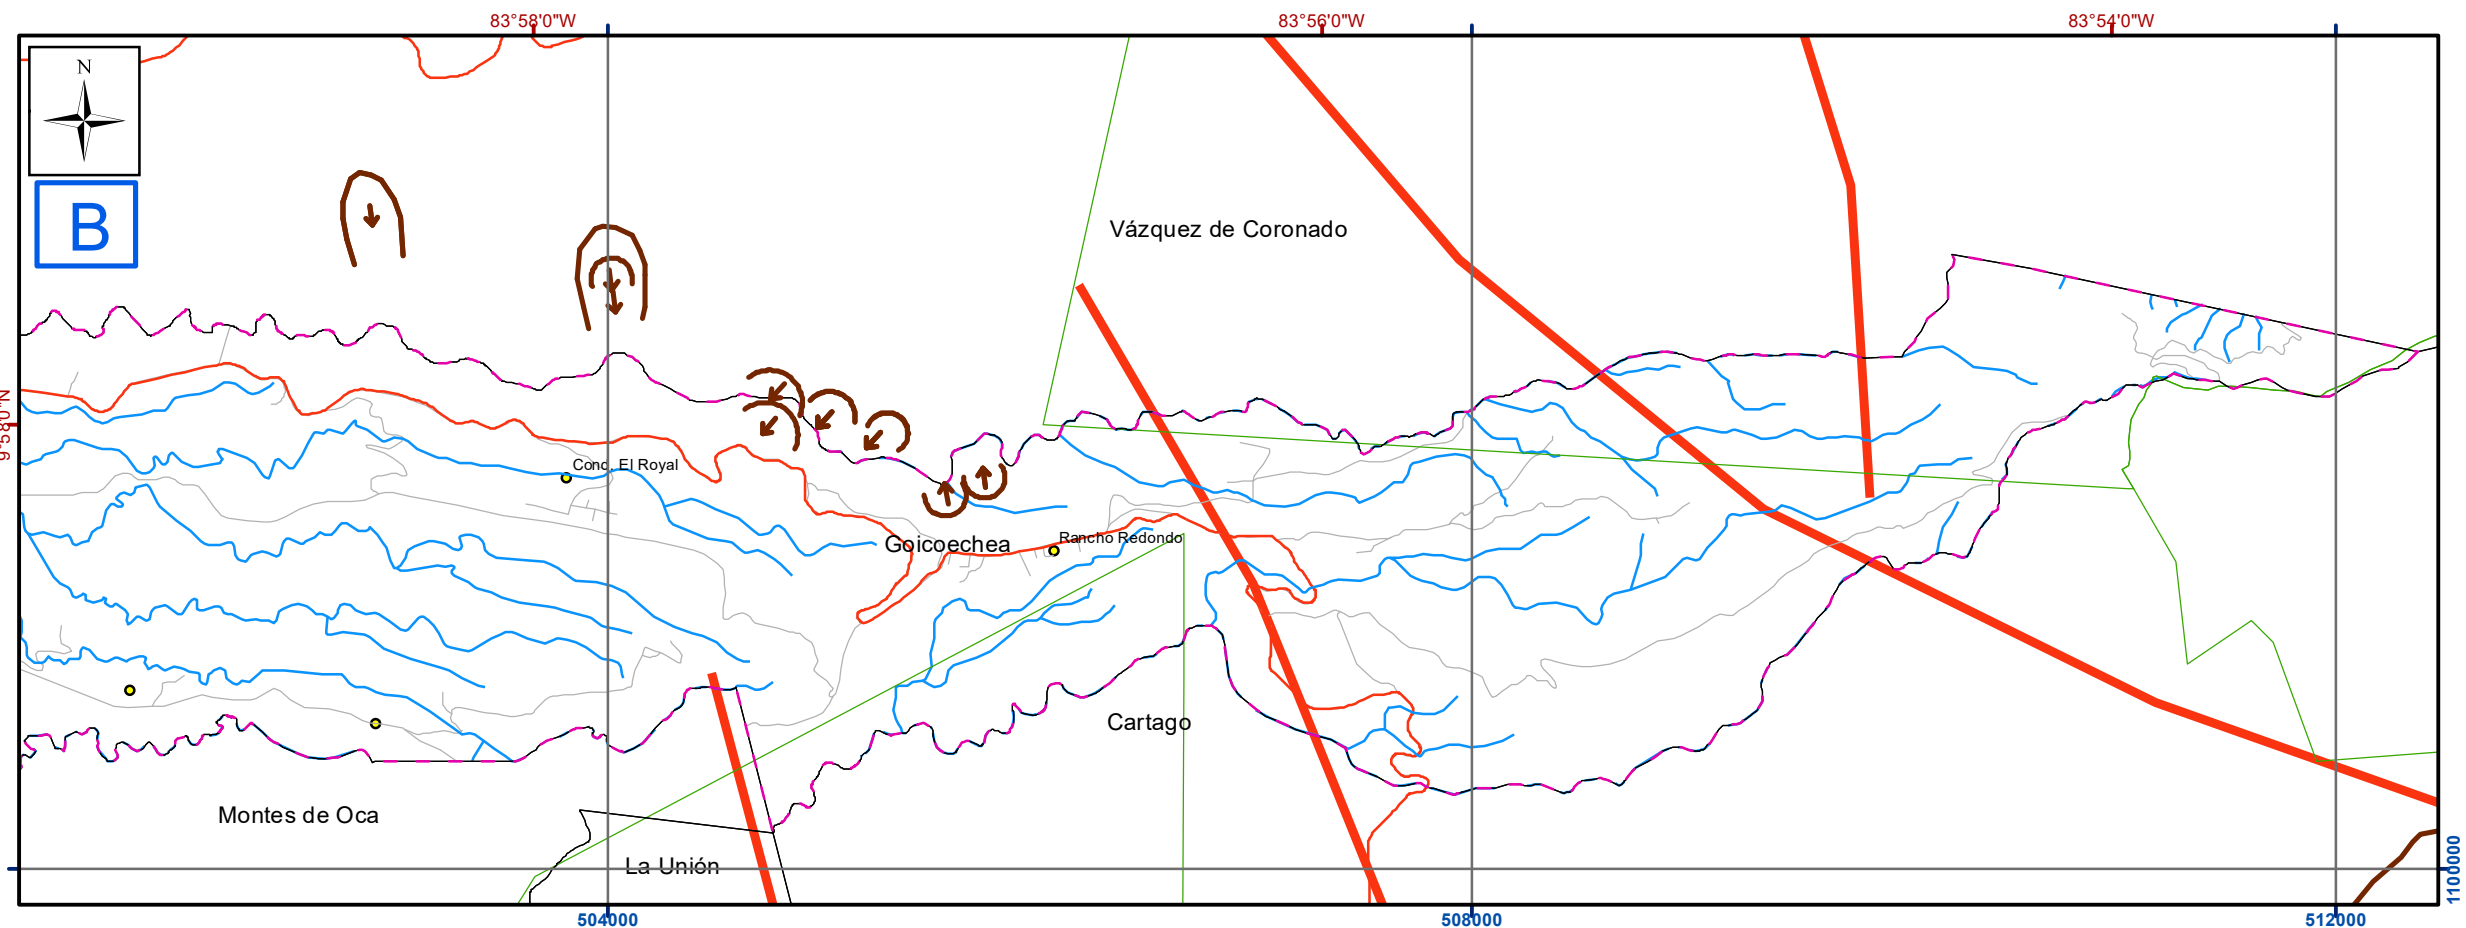 83°58'0"W
83°56'0"W
83°54'0"W
N
B
Vázquez de Coronado
9°58'0"N
Conq. El Royal
Goicoechea
Rancho Redondo
Cartago
Montes de Oca
La Unión
1100000
504000
508000
512000